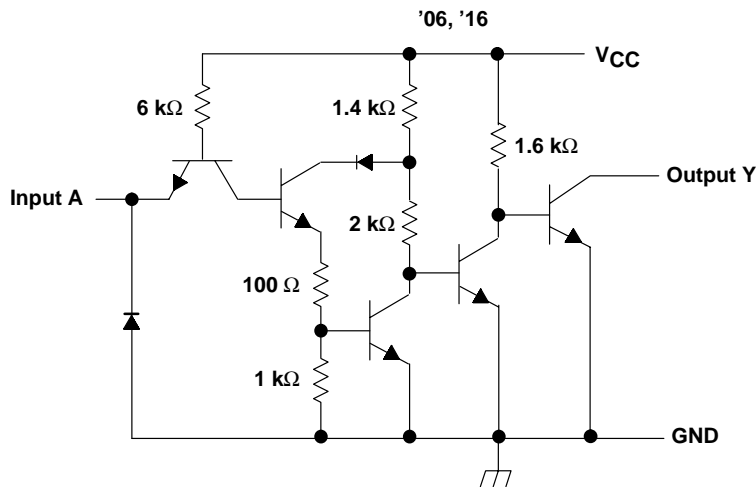 '06, '16
VCC
6 kΩ
1.4 kΩ
1.6 kΩ
Input A
Output Y
2 kΩ
100 Ω
1 kΩ
GND